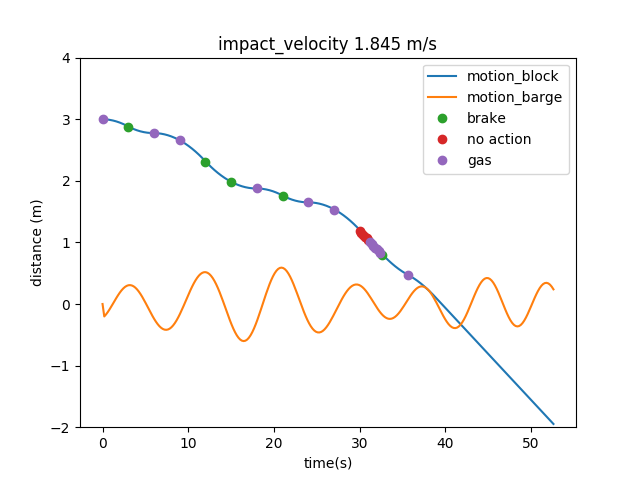 impact_velocity 1.845 m/s
motion_block
motion_barge
brake
no action
gas
distance (m)
4
3
2
1
0
−1
−2
0
10
20
30
40
50
time(s)